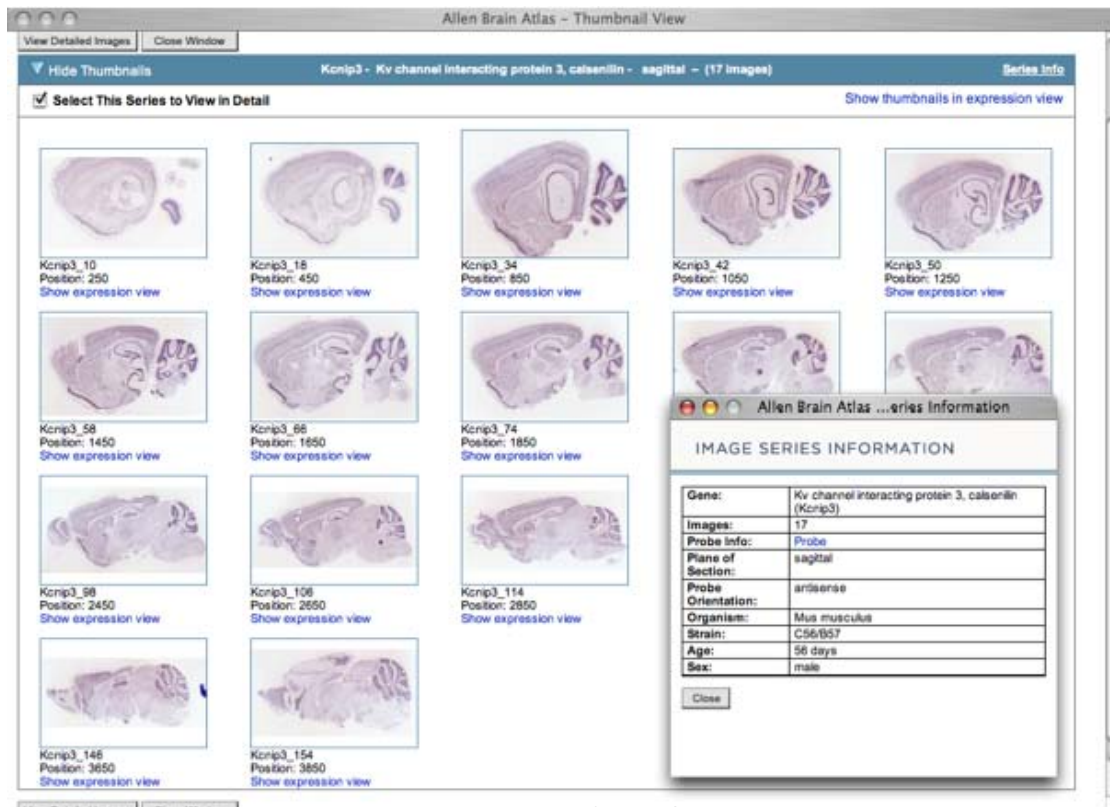 Allen Brain Atlas – Thumbnail View
View Detailed Images Close Window
Hide Thumbnails Kcnip3 - Kv channel interacting protein 3, calsenilin - sagittal – (17 images) Series Info
Select This Series to View in Detail Show thumbnails in expression view
Kcnip3_10 Kcnip3_18 Kcnip3_34 Kcnip3_42 Kcnip3_50
Position: 250 Position: 450 Position: 850 Position: 1050 Position: 1250
Show expression view Show expression view Show expression view Show expression view Show expression view
Kcnip3_58 Kcnip3_66 Kcnip3_74
Position: 1450 Position: 1650 Position: 1850
Show expression view Show expression view Show expression view
Kcnip3_98 Kcnip3_106 Kcnip3_114
Position: 2450 Position: 2650 Position: 2850
Show expression view Show expression view Show expression view
Kcnip3_146 Kcnip3_154
Position: 3650 Position: 3850
Show expression view Show expression view
Allen Brain Atlas ...eries Information
IMAGE SERIES INFORMATION
Gene: Kv channel interacting protein 3, calsenilin
(Kcnip3)
Images: 17
Probe Info: Probe
Plane of sagittal
Section:
Probe antisense
Orientation:
Organism: Mus musculus
Strain: C56/B57
Age: 56 days
Sex: male
Close